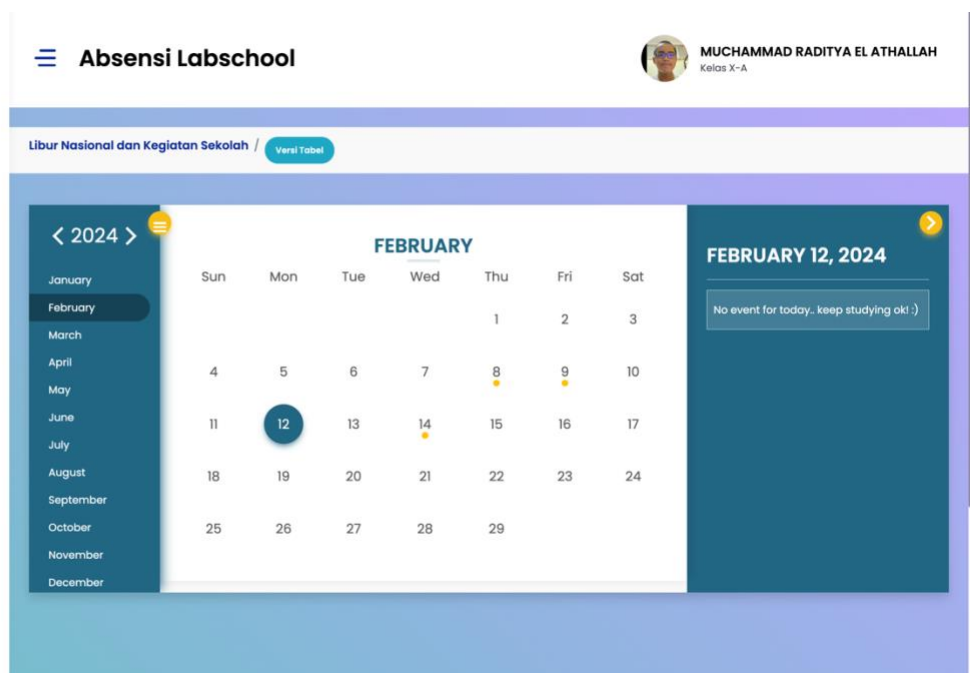 Absensi Labschool
MUCHAMMAD RADITYA EL ATHALLAH
Kelas X-A
Libur Nasional dan Kegiatan Sekolah / Versi Tabel
2024
January
February
March
April
May
June
July
August
September
October
November
December
FEBRUARY
Sun Mon Tue Wed Thu Fri Sat
1 2 3
4 5 6 7 8 9 10
11 12 13 14 15 16 17
18 19 20 21 22 23 24
25 26 27 28 29
FEBRUARY 12, 2024
No event for today.. keep studying ok! :)